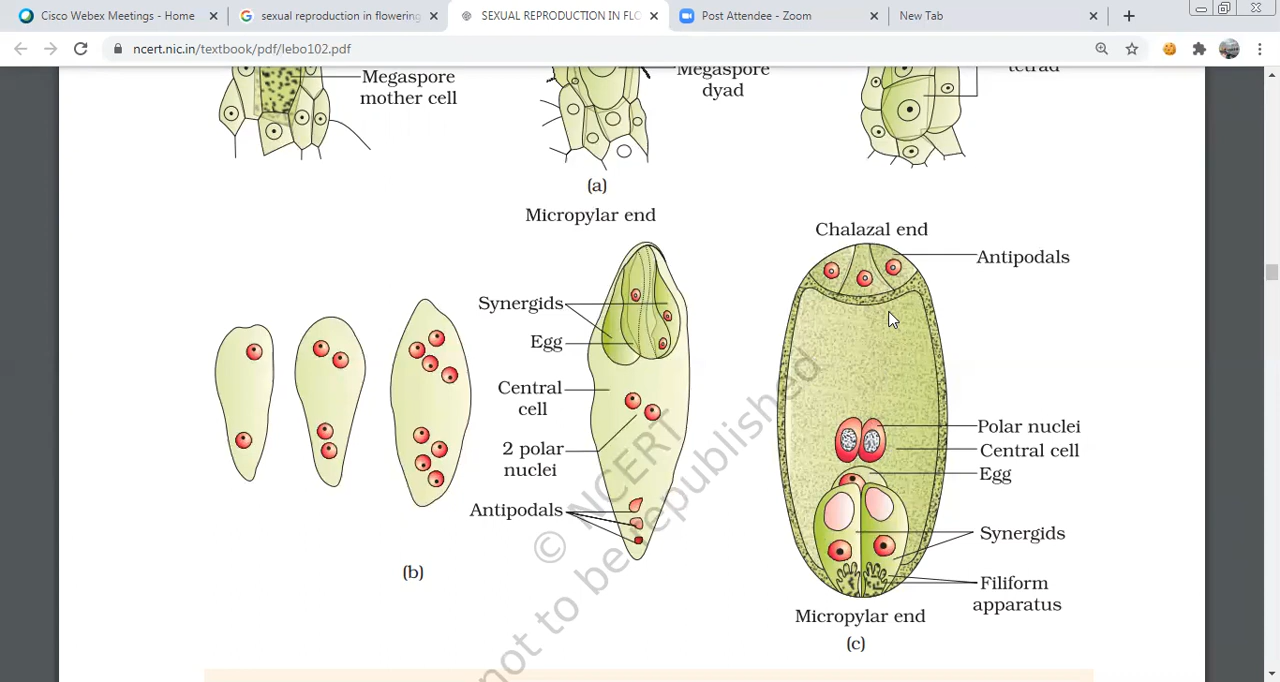 Cisco Webex Meetings - Home
sexual reproduction in flowering
SEXUAL REPRODUCTION IN FLO
Post Attendee - Zoom
New Tab
ncert.nic.in/textbook/pdf/lebo102.pdf
Megaspore
mother cell
Megaspore
dyad
tetrad
(a)
Micropylar end
Synergids
Egg
Central
cell
2 polar
nuclei
Antipodals
(b)
Chalazal end
Antipodals
Polar nuclei
Central cell
Egg
Synergids
Filiform
apparatus
Micropylar end
(c)
© NCERT
not to be republished